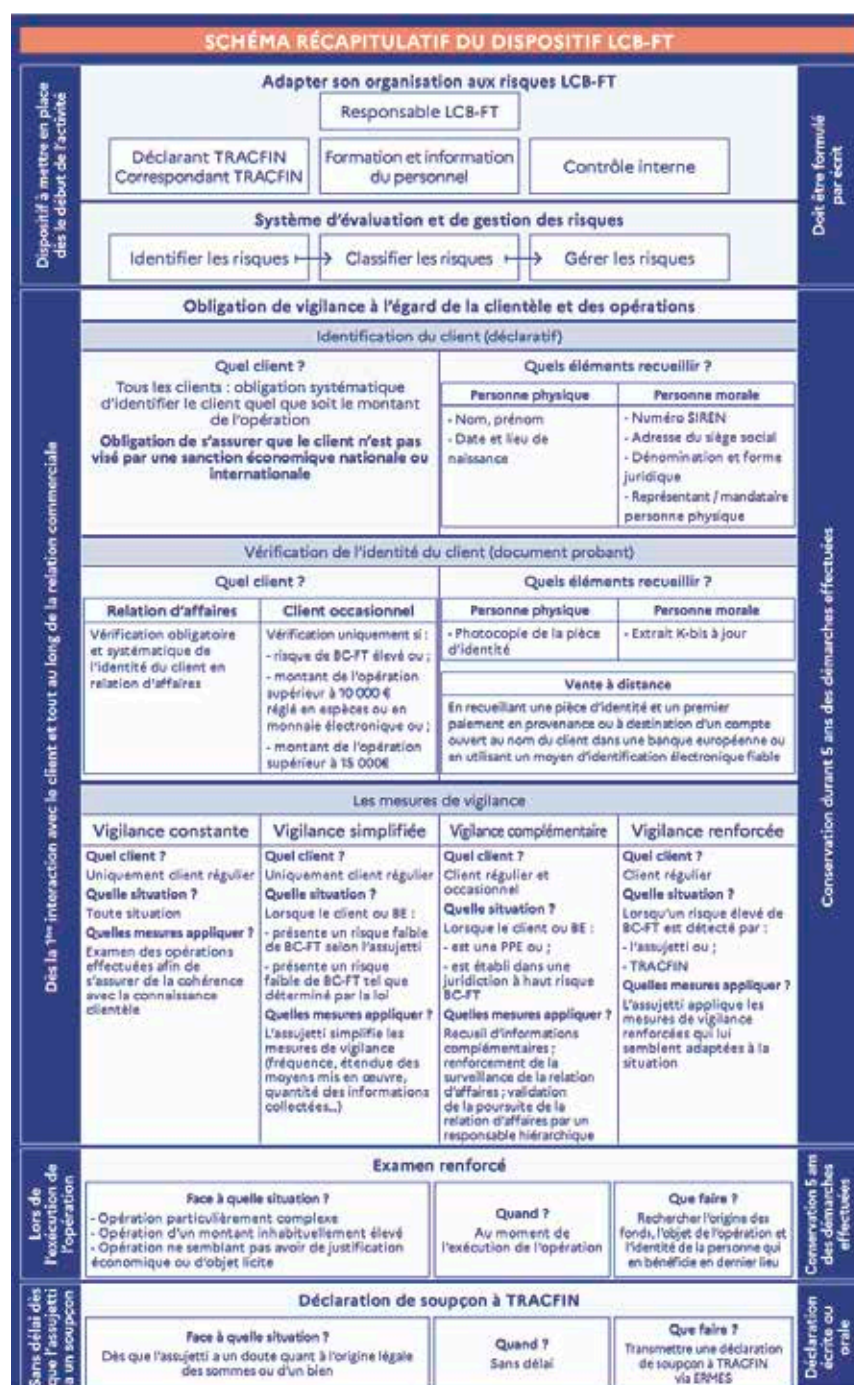 SCHÉMA RÉCAPITULATIF DU DISPOSITIF LCB-FT
Dispositif à mettre en place
dès le début de l'activité
Adapter son organisation aux risques LCB-FT
Responsable LCB-FT
Déclarant TRACFIN
Correspondant TRACFIN
Formation et information
du personnel
Contrôle interne
Système d'évaluation et de gestion des risques
Identifier les risques
Classifier les risques
Gérer les risques
Doit être formulé
par écrit
Dès la 1ère interaction avec le client et tout au long de la relation commerciale
Obligation de vigilance à l'égard de la clientèle et des opérations
Identification du client (déclaratif)
Quel client ?
Tous les clients : obligation systématique
d'identifier le client quel que soit le montant
de l'opération
Obligation de s'assurer que le client n'est pas
visé par une sanction économique nationale ou
internationale
Quels éléments recueillir ?
Personne physique
- Nom, prénom
- Date et lieu de
naissance
Personne morale
- Numéro SIREN
- Adresse du siège social
- Dénomination et forme
juridique
- Représentant / mandataire
personne physique
Vérification de l'identité du client (document probant)
Quel client ?
Relation d'affaires
Vérification obligatoire
et systématique de
l'identité du client en
relation d'affaires
Client occasionnel
Vérification uniquement si :
- risque de BC-FT élevé ou ;
- montant de l'opération
supérieur à 10 000 €
réglé en espèces ou en
monnaie électronique ou ;
- montant de l'opération
supérieur à 15 000€
Quels éléments recueillir ?
Personne physique
- Photocopie de la pièce
d'identité
Personne morale
- Extrait K-bis à jour
Vente à distance
En recueillant une pièce d'identité et un premier
paiement en provenance ou à destination d'un compte
ouvert au nom du client dans une banque européenne ou
en utilisant un moyen d'identification électronique fiable
Les mesures de vigilance
Vigilance constante
Quel client ?
Uniquement client régulier
Quelle situation ?
Toute situation
Quelles mesures appliquer ?
Examen des opérations
effectuées afin de
s'assurer de la cohérence
avec la connaissance
clientèle
Vigilance simplifiée
Quel client ?
Uniquement client régulier
Quelle situation ?
Lorsque le client ou BE :
- présente un risque faible
de BC-FT selon l'assujetti
- présente un risque
faible de BC-FT tel que
déterminé par la loi
Quelles mesures appliquer ?
L'assujetti simplifie les
mesures de vigilance
(fréquence, étendue des
moyens mis en œuvre,
quantité des informations
collectées...)
Vigilance complémentaire
Quel client ?
Client régulier et
occasionnel
Quelle situation ?
Lorsque le client ou BE :
- est une PPE ou ;
- est établi dans une
juridiction à haut risque
BC-FT
Quelles mesures appliquer ?
Recueil d'informations
complémentaires ;
renforcement de la
surveillance de la relation
d'affaires ; validation
de la poursuite de la
relation d'affaires par un
responsable hiérarchique
Vigilance renforcée
Quel client ?
Client régulier
Quelle situation ?
Lorsqu'un risque élevé de
BC-FT est détecté par :
- l'assujetti ou ;
- TRACFIN
Quelles mesures appliquer ?
L'assujetti applique les
mesures de vigilance
renforcées qui lui
semblent adaptées à la
situation
Conservation durant 5 ans des démarches effectuées
Lors de
l'exécution de
l'opération
Examen renforcé
Face à quelle situation ?
- Opération particulièrement complexe
- Opération d'un montant inhabituellement élevé
- Opération ne semblant pas avoir de justification
économique ou d'objet licite
Quand ?
Au moment de
l'exécution de l'opération
Que faire ?
Rechercher l'origine des
fonds, l'objet de l'opération et
l'identité de la personne qui
en bénéficie en dernier lieu
Conservation 5 ans
des démarches
effectuées
Sans délai dès
que l'assujetti
a un soupçon
Déclaration de soupçon à TRACFIN
Face à quelle situation ?
Dès que l'assujetti a un doute quant à l'origine légale
des sommes ou d'un bien
Quand ?
Sans délai
Que faire ?
Transmettre une déclaration
de soupçon à TRACFIN
via ERMES
Déclaration
écrite ou
orale